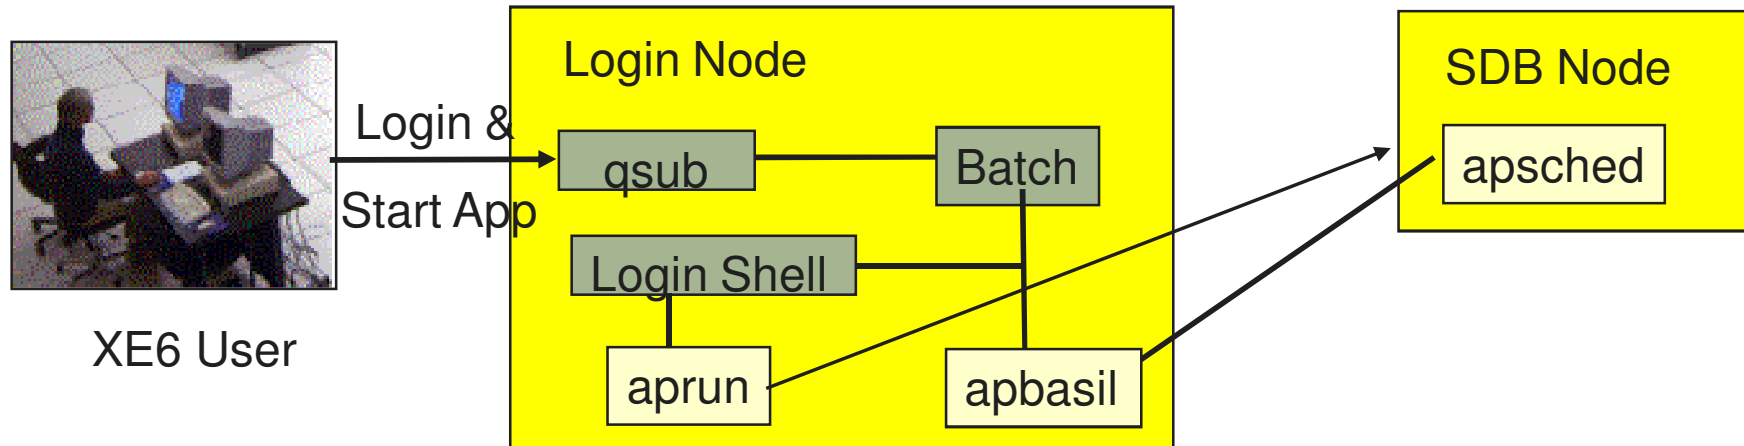 Login Node
SDB Node
Login &
Start App
qsub
Batch
apsched
Login Shell
XE6 User
aprun
apbasil